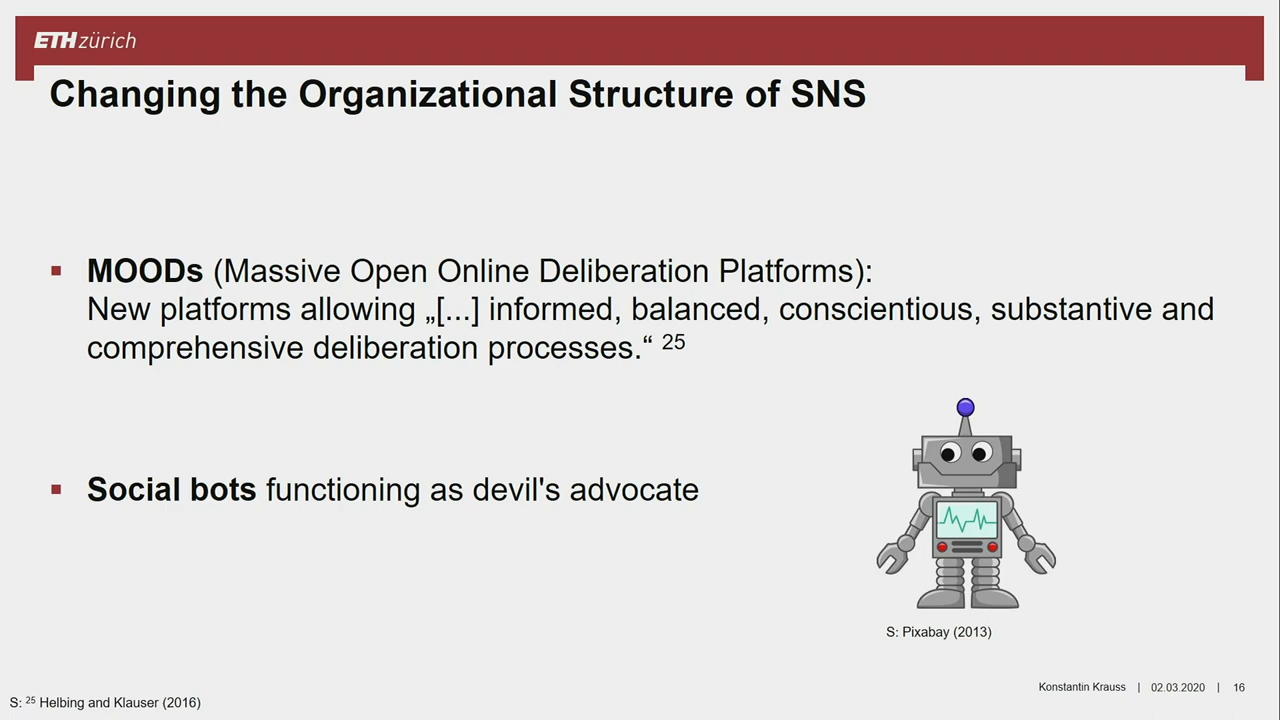 ETH zürich
Changing the Organizational Structure of SNS
▪ MOODs (Massive Open Online Deliberation Platforms):
New platforms allowing „[...] informed, balanced, conscientious, substantive and
comprehensive deliberation processes.“ 25
▪ Social bots functioning as devil's advocate
S: Pixabay (2013)
Konstantin Krauss | 02.03.2020 | 16
S: 25 Helbing and Klauser (2016)